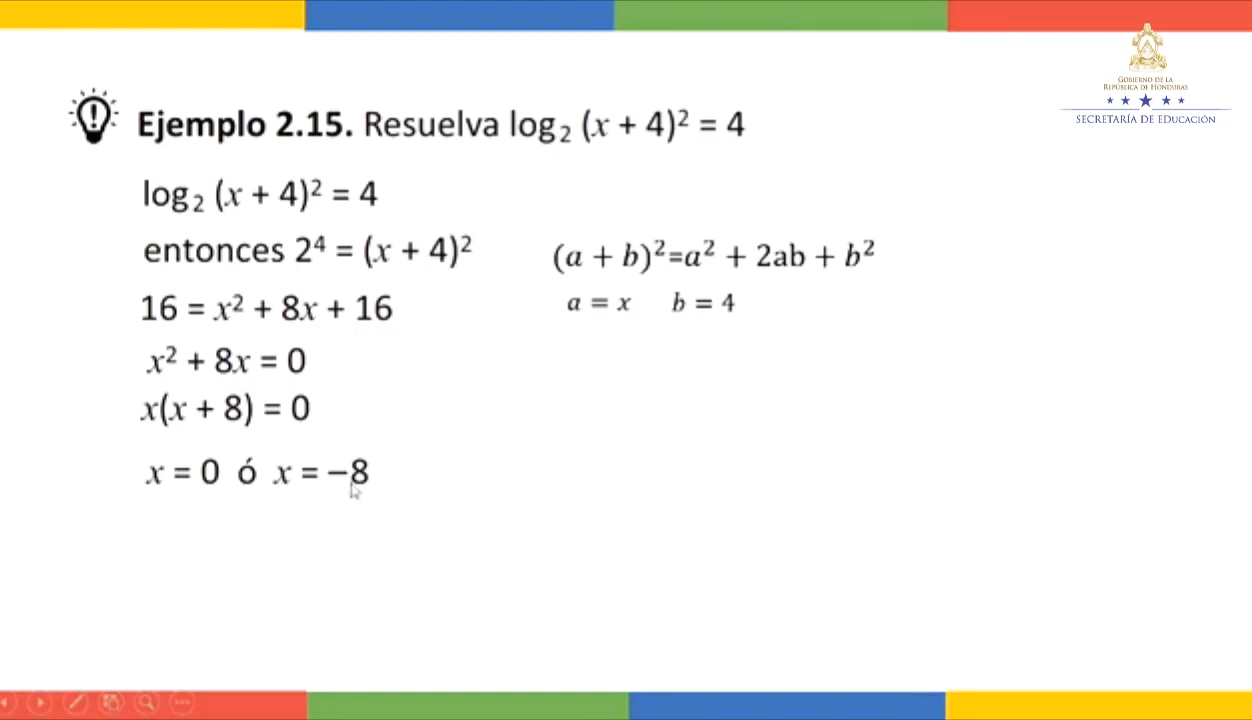 GOBIERNO DE LA
REPÚBLICA DE HONDURAS
SECRETARÍA DE EDUCACIÓN
Ejemplo 2.15. Resuelva log₂ (x + 4)² = 4
log₂ (x + 4)² = 4
entonces 2⁴ = (x + 4)²
(a + b)²=a² + 2ab + b²
16 = x² + 8x + 16
a = x b = 4
x² + 8x = 0
x(x + 8) = 0
x = 0 ó x = −8